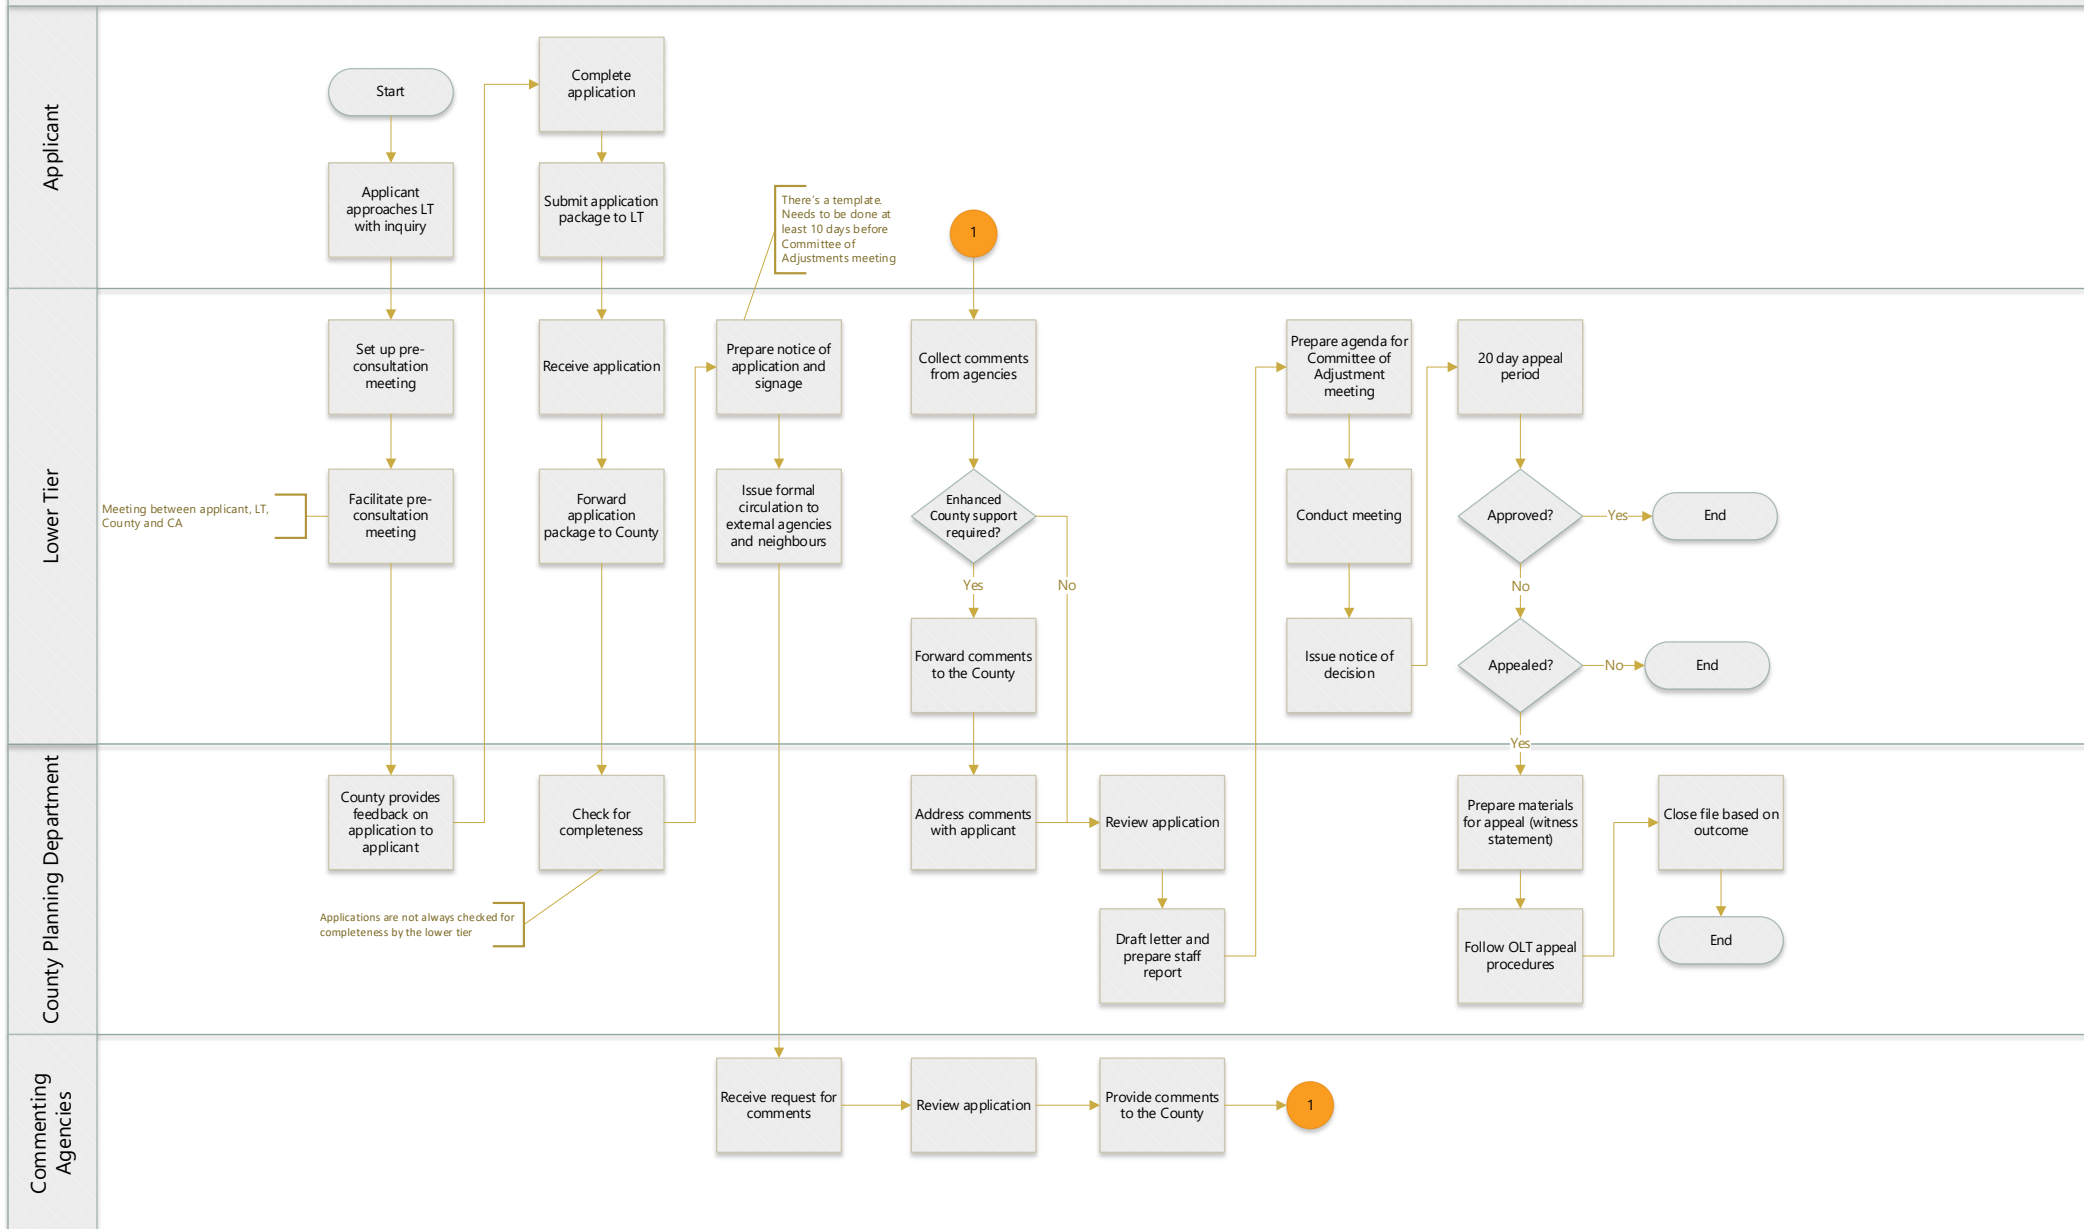 Applicant
Start
Applicant
approaches LT
with inquiry
Complete
application
Submit application
package to LT
There's a template.
Needs to be done at
least 10 days before
Committee of
Adjustments meeting
1
Lower Tier
Set up pre-
consultation
meeting
Meeting between applicant, LT,
County and CA
Facilitate pre-
consultation
meeting
Receive application
Forward
application
package to County
Prepare notice of
application and
signage
Issue formal
circulation to
external agencies
and neighbours
Collect comments
from agencies
Enhanced
County support
required?
Yes
No
Forward comments
to the County
Prepare agenda for
Committee of
Adjustment
meeting
Conduct meeting
Issue notice of
decision
20 day appeal
period
Approved?
Yes
End
No
Appealed?
No
End
Yes
County Planning Department
County provides
feedback on
application to
applicant
Check for
completeness
Applications are not always checked for
completeness by the lower tier
Address comments
with applicant
Review application
Draft letter and
prepare staff
report
Prepare materials
for appeal (witness
statement)
Follow OLT appeal
procedures
Close file based on
outcome
End
Commenting
Agencies
Receive request for
comments
Review application
Provide comments
to the County
1